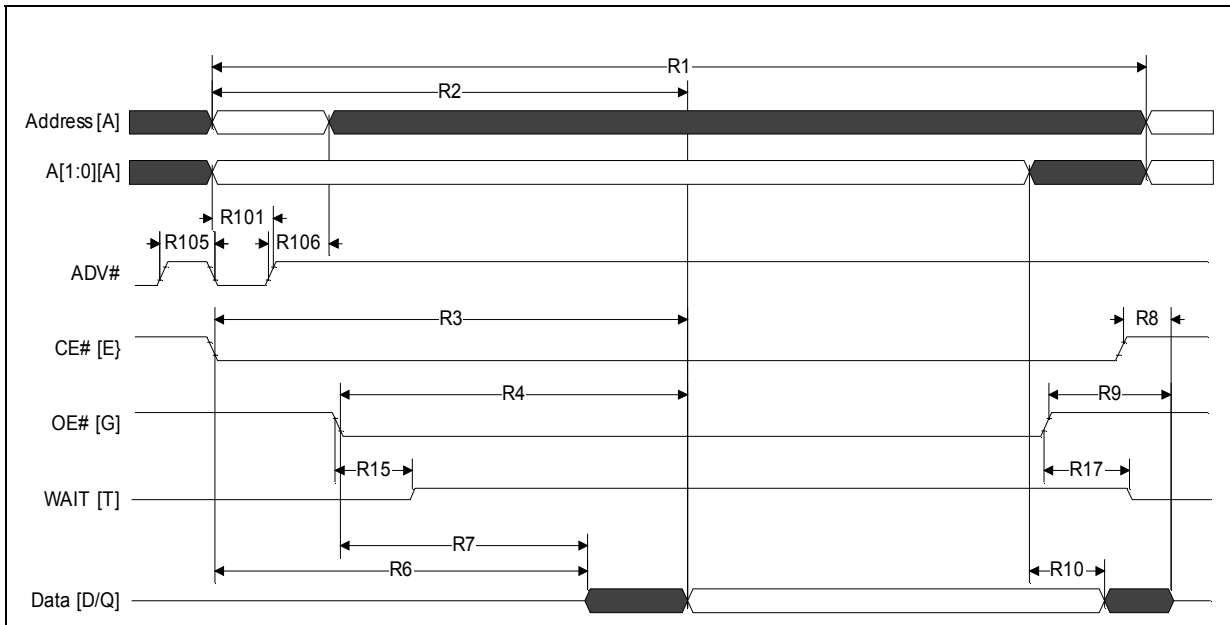 R1
R2
Address [A]
A[1:0][A]
R101
R105
R106
ADV#
R3
R8
CE# [E}
R4
R9
OE# [G]
R15
R17
WAIT [T]
R7
R6
R10
Data [D/Q]